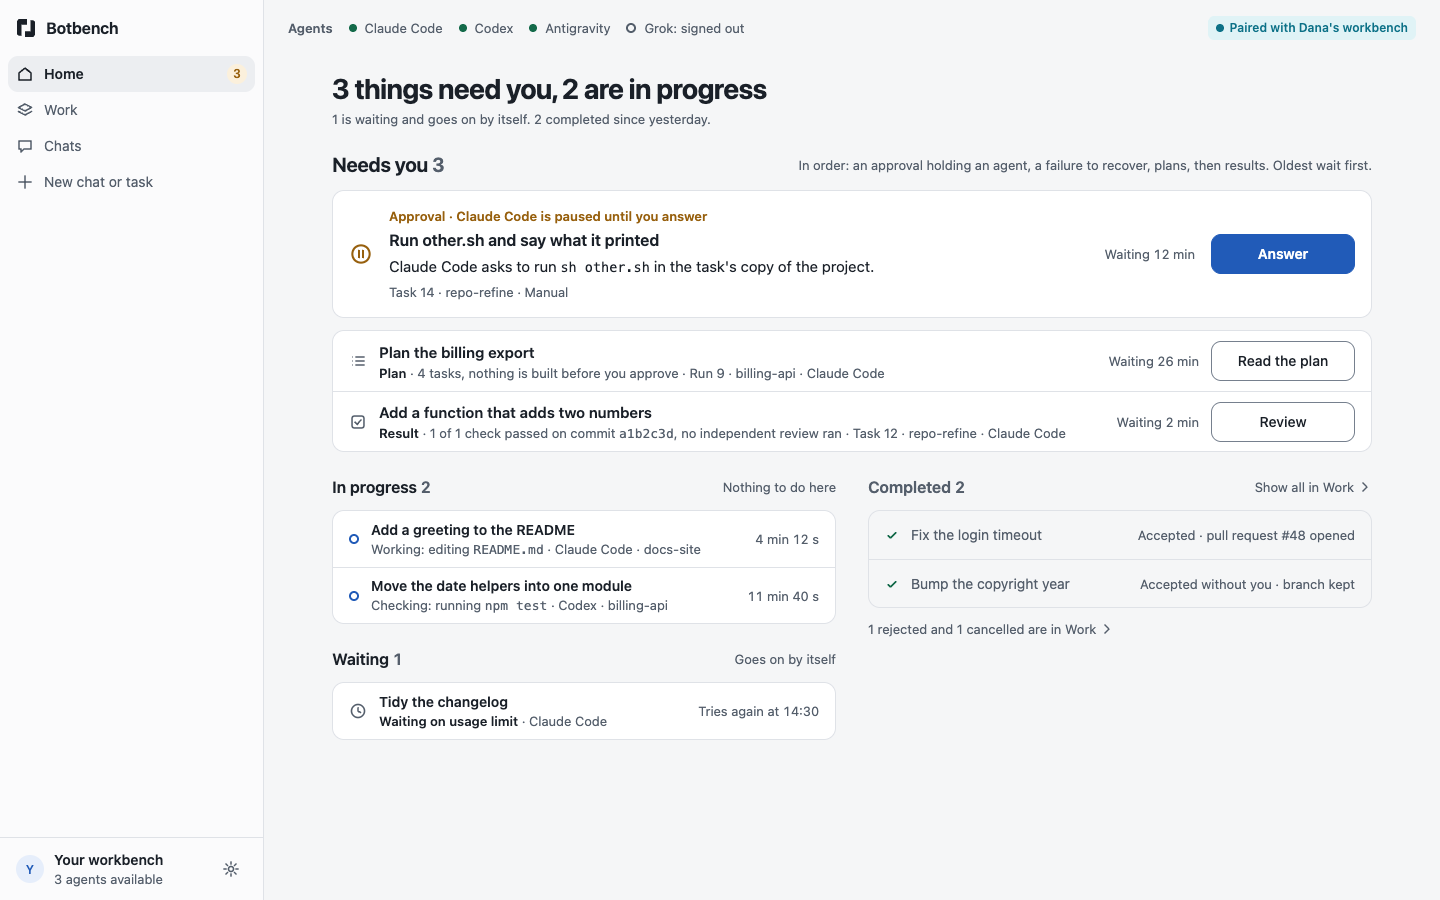 Botbench
Home 3
Work
Chats
New chat or task
Your workbench
Y
3 agents available
Agents Claude Code Codex Antigravity Grok: signed out
Paired with Dana's workbench
3 things need you, 2 are in progress
1 is waiting and goes on by itself. 2 completed since yesterday.
Needs you 3
In order: an approval holding an agent, a failure to recover, plans, then results. Oldest wait first.
Approval · Claude Code is paused until you answer
Run other.sh and say what it printed
Claude Code asks to run sh other.sh in the task's copy of the project.
Task 14 · repo-refine · Manual
Waiting 12 min
Answer
Plan the billing export
Plan · 4 tasks, nothing is built before you approve · Run 9 · billing-api · Claude Code
Waiting 26 min
Read the plan
Add a function that adds two numbers
Result · 1 of 1 check passed on commit a1b2c3d, no independent review ran · Task 12 · repo-refine · Claude Code
Waiting 2 min
Review
In progress 2
Nothing to do here
Add a greeting to the README
Working: editing README.md · Claude Code · docs-site
4 min 12 s
Move the date helpers into one module
Checking: running npm test · Codex · billing-api
11 min 40 s
Waiting 1
Goes on by itself
Tidy the changelog
Waiting on usage limit · Claude Code
Tries again at 14:30
Completed 2
Show all in Work
Fix the login timeout
Accepted · pull request #48 opened
Bump the copyright year
Accepted without you · branch kept
1 rejected and 1 cancelled are in Work